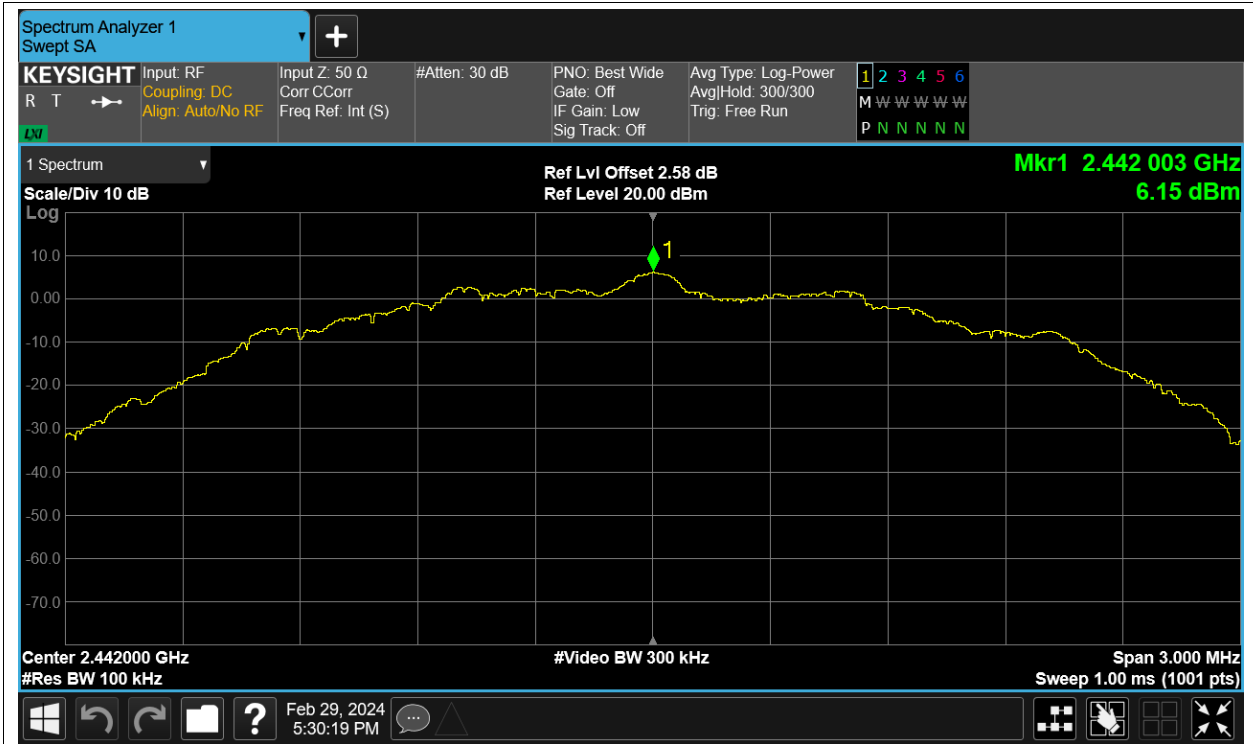 Spectrum Analyzer 1
Swept SA
KEYSIGHT
R T
LXI
Input: RF
Coupling: DC
Align: Auto/No RF
Input Z: 50 Ω
Corr CCorr
Freq Ref: Int (S)
#Atten: 30 dB
PNO: Best Wide
Gate: Off
IF Gain: Low
Sig Track: Off
Avg Type: Log-Power
Avg|Hold: 300/300
Trig: Free Run
1 2 3 4 5 6
M W W W W W
P N N N N N
1 Spectrum
Scale/Div 10 dB
Log
Ref Lvl Offset 2.58 dB
Ref Level 20.00 dBm
Mkr1 2.442 003 GHz
6.15 dBm
1
10.0
0.00
-10.0
-20.0
-30.0
-40.0
-50.0
-60.0
-70.0
Center 2.442000 GHz
#Res BW 100 kHz
#Video BW 300 kHz
Span 3.000 MHz
Sweep 1.00 ms (1001 pts)
?
Feb 29, 2024
5:30:19 PM